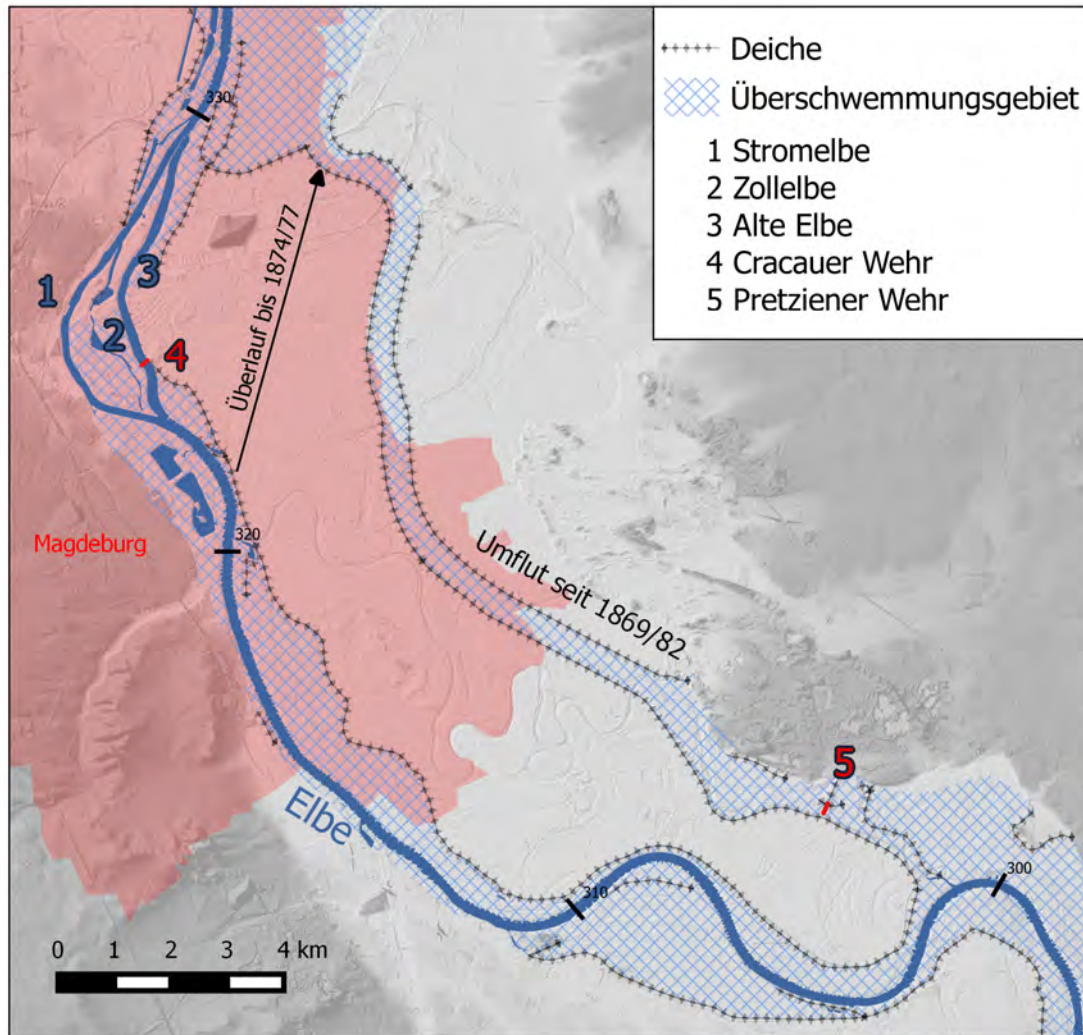 Deiche
Überschwemmungsgebiet
1 Stromelbe
2 Zollelbe
3 Alte Elbe
4 Cracauer Wehr
5 Pretziener Wehr
330
3
1
2
4
Überlauf bis 1874/77
320
Magdeburg
Umflut seit 1869/82
5
Elbe
300
310
0 1 2 3 4 km